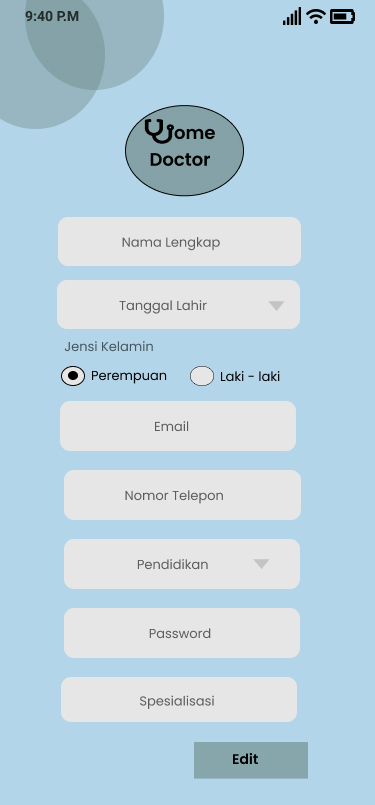 9:40 P.M
ome
Doctor
Nama Lengkap
Tanggal Lahir
Jensi Kelamin
Perempuan Laki - laki
Email
Nomor Telepon
Pendidikan
Password
Spesialisasi
Edit